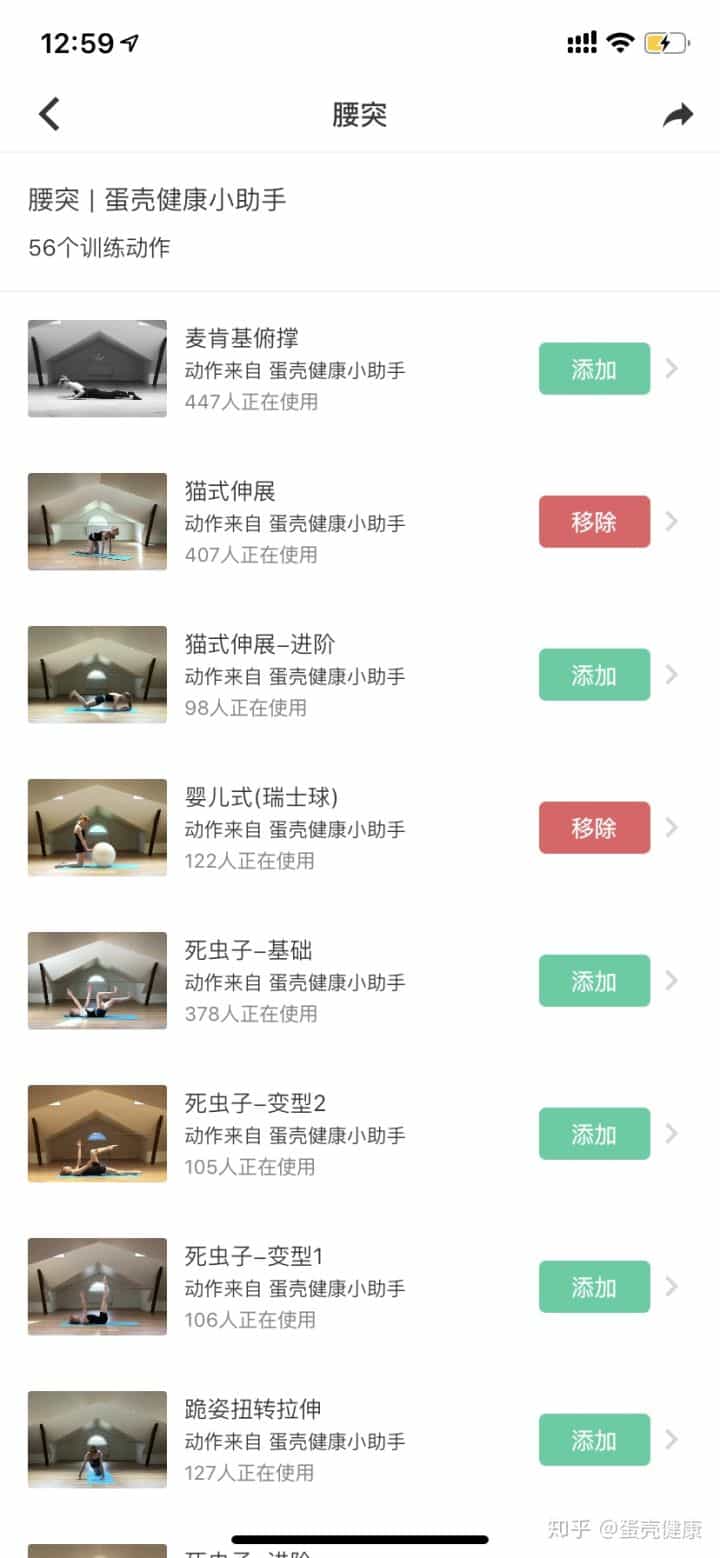 12:59
腰突
腰突 | 蛋壳健康小助手
56个训练动作
麦肯基俯撑
动作来自 蛋壳健康小助手
447人正在使用
添加
猫式伸展
动作来自 蛋壳健康小助手
407人正在使用
移除
猫式伸展–进阶
动作来自 蛋壳健康小助手
98人正在使用
添加
婴儿式(瑞士球)
动作来自 蛋壳健康小助手
122人正在使用
移除
死虫子–基础
动作来自 蛋壳健康小助手
378人正在使用
添加
死虫子–变型2
动作来自 蛋壳健康小助手
105人正在使用
添加
死虫子–变型1
动作来自 蛋壳健康小助手
106人正在使用
添加
跪姿扭转拉伸
动作来自 蛋壳健康小助手
127人正在使用
添加
知乎 @蛋壳健康